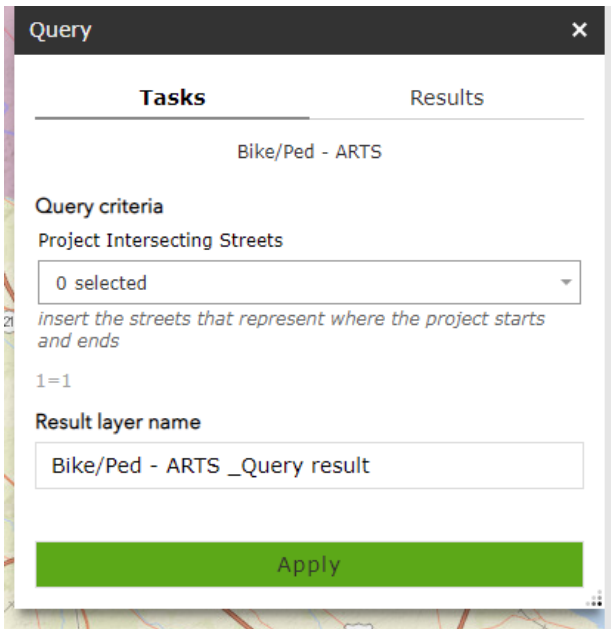 Query ×
Tasks Results
Bike/Ped - ARTS
Query criteria
Project Intersecting Streets
0 selected
insert the streets that represent where the project starts
and ends
1=1
Result layer name
Bike/Ped - ARTS _Query result
Apply
21